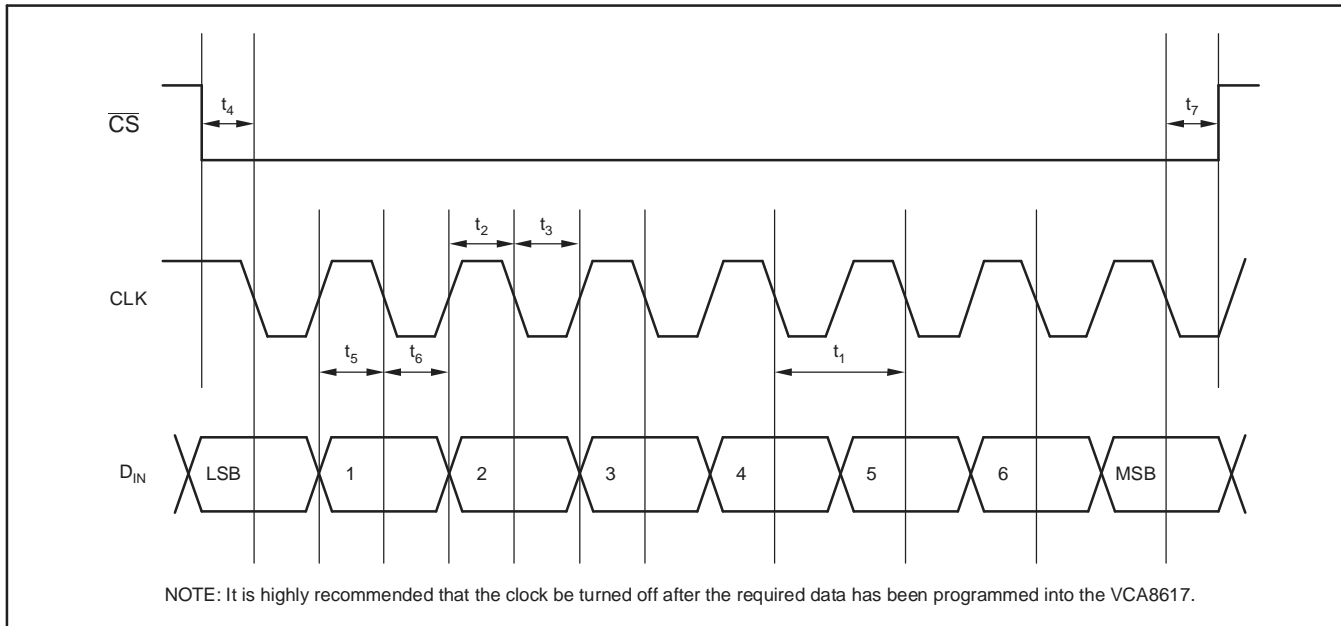 t4
t7
CS
t2
t3
CLK
t5
t6
t1
DIN
LSB
1
2
3
4
5
6
MSB
NOTE: It is highly recommended that the clock be turned off after the required data has been programmed into the VCA8617.